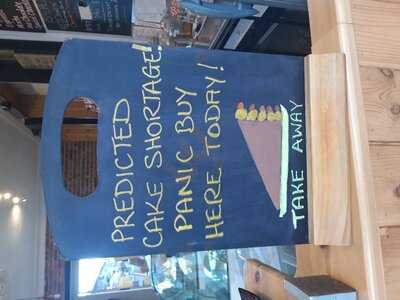 PREDICTED
CAKE SHORTAGE!
PANIC BUY
HERE TODAY!
TAKE AWAY